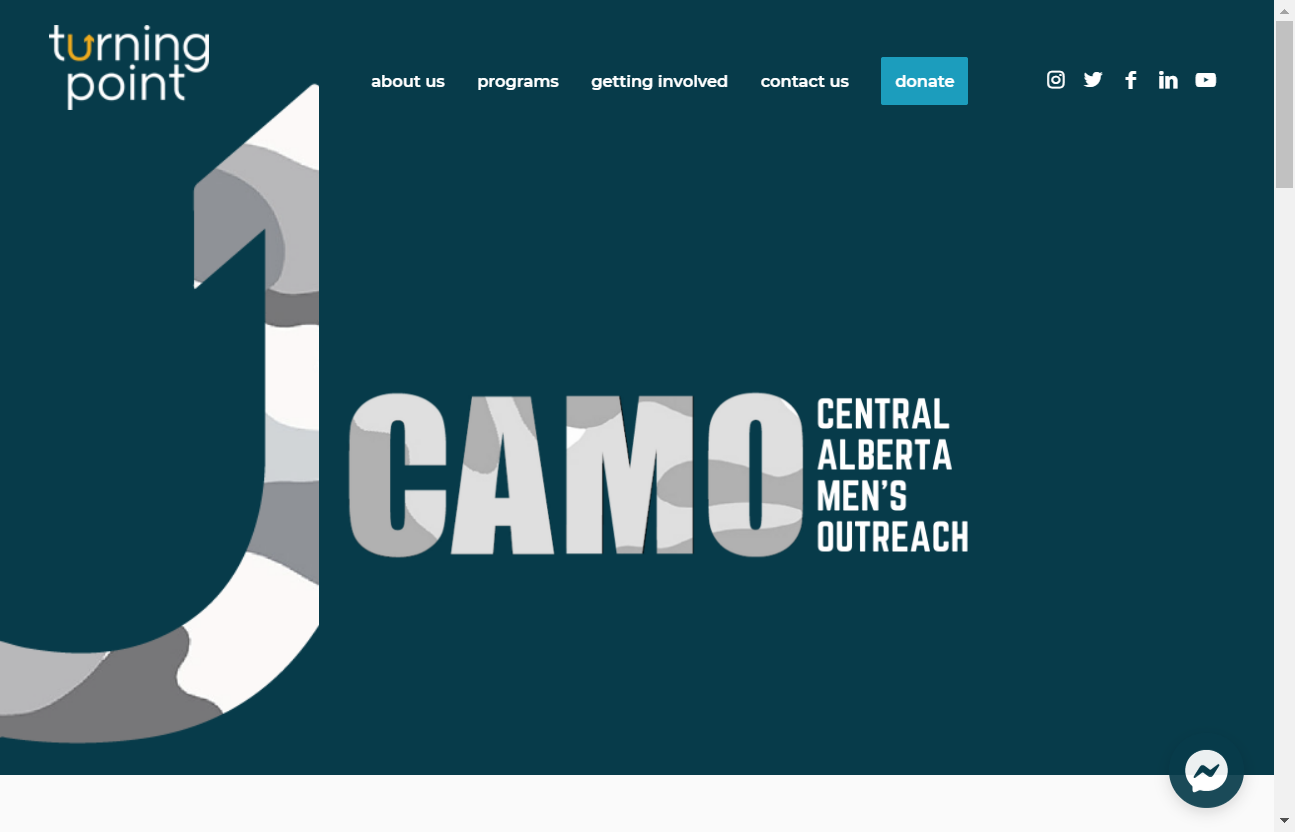 turning
point
about us
programs
getting involved
contact us
donate
CAMO
CENTRAL
ALBERTA
MEN'S
OUTREACH